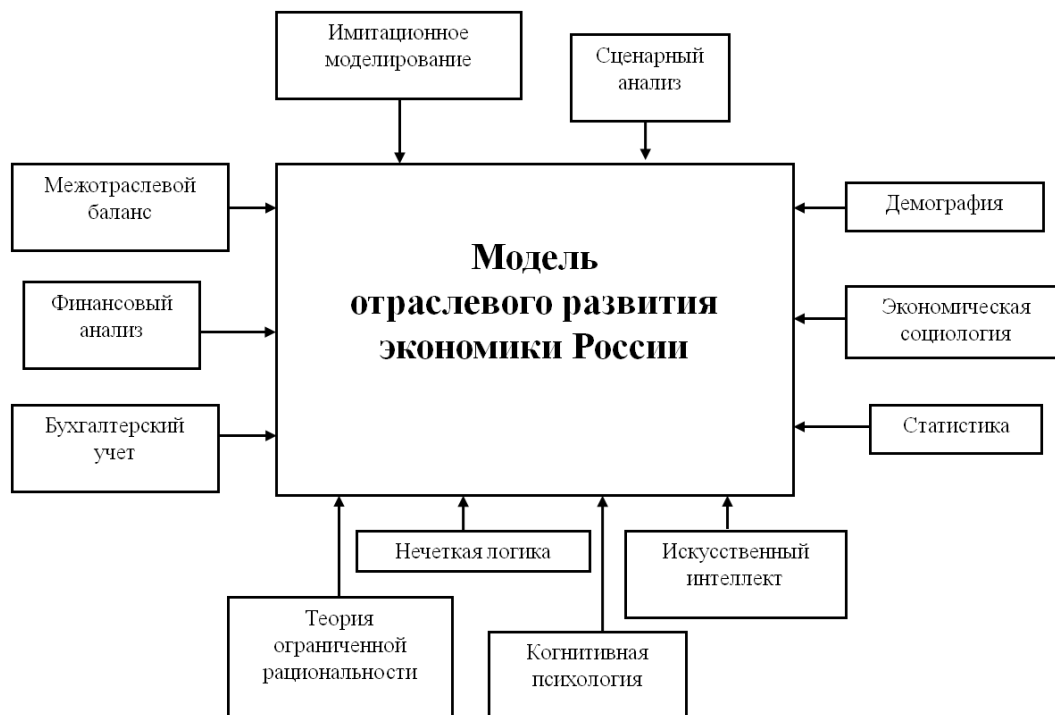 Имитационное
моделирование
Сценарный
анализ
Межотраслевой
баланс
Финансовый
анализ
Бухгалтерский
учет
Модель
отраслевого развития
экономики России
Демография
Экономическая
социология
Статистика
Нечеткая логика
Искусственный
интеллект
Теория
ограниченной
рациональности
Когнитивная
психология